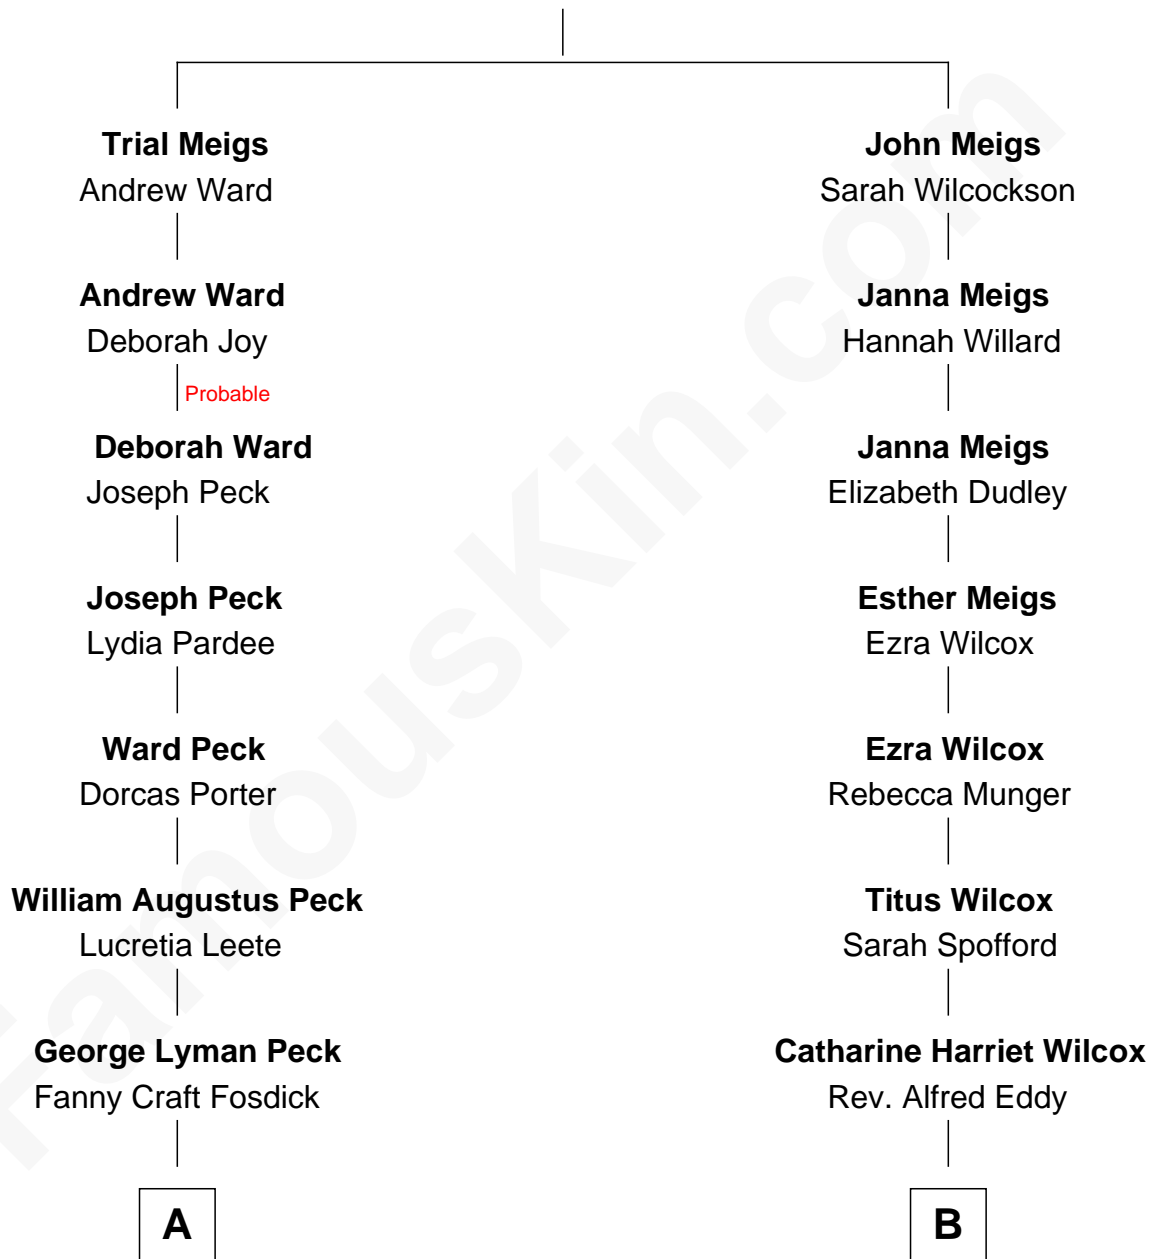 Trial Meigs
Andrew Ward
Andrew Ward
Deborah Joy
Probable
Deborah Ward
Joseph Peck
Joseph Peck
Lydia Pardee
Ward Peck
Dorcas Porter
William Augustus Peck
Lucretia Leete
George Lyman Peck
Fanny Craft Fosdick
A
John Meigs
Sarah Wilcockson
Janna Meigs
Hannah Willard
Janna Meigs
Elizabeth Dudley
Esther Meigs
Ezra Wilcox
Ezra Wilcox
Rebecca Munger
Titus Wilcox
Sarah Spofford
Catharine Harriet Wilcox
Rev. Alfred Eddy
B
FamousKin.com